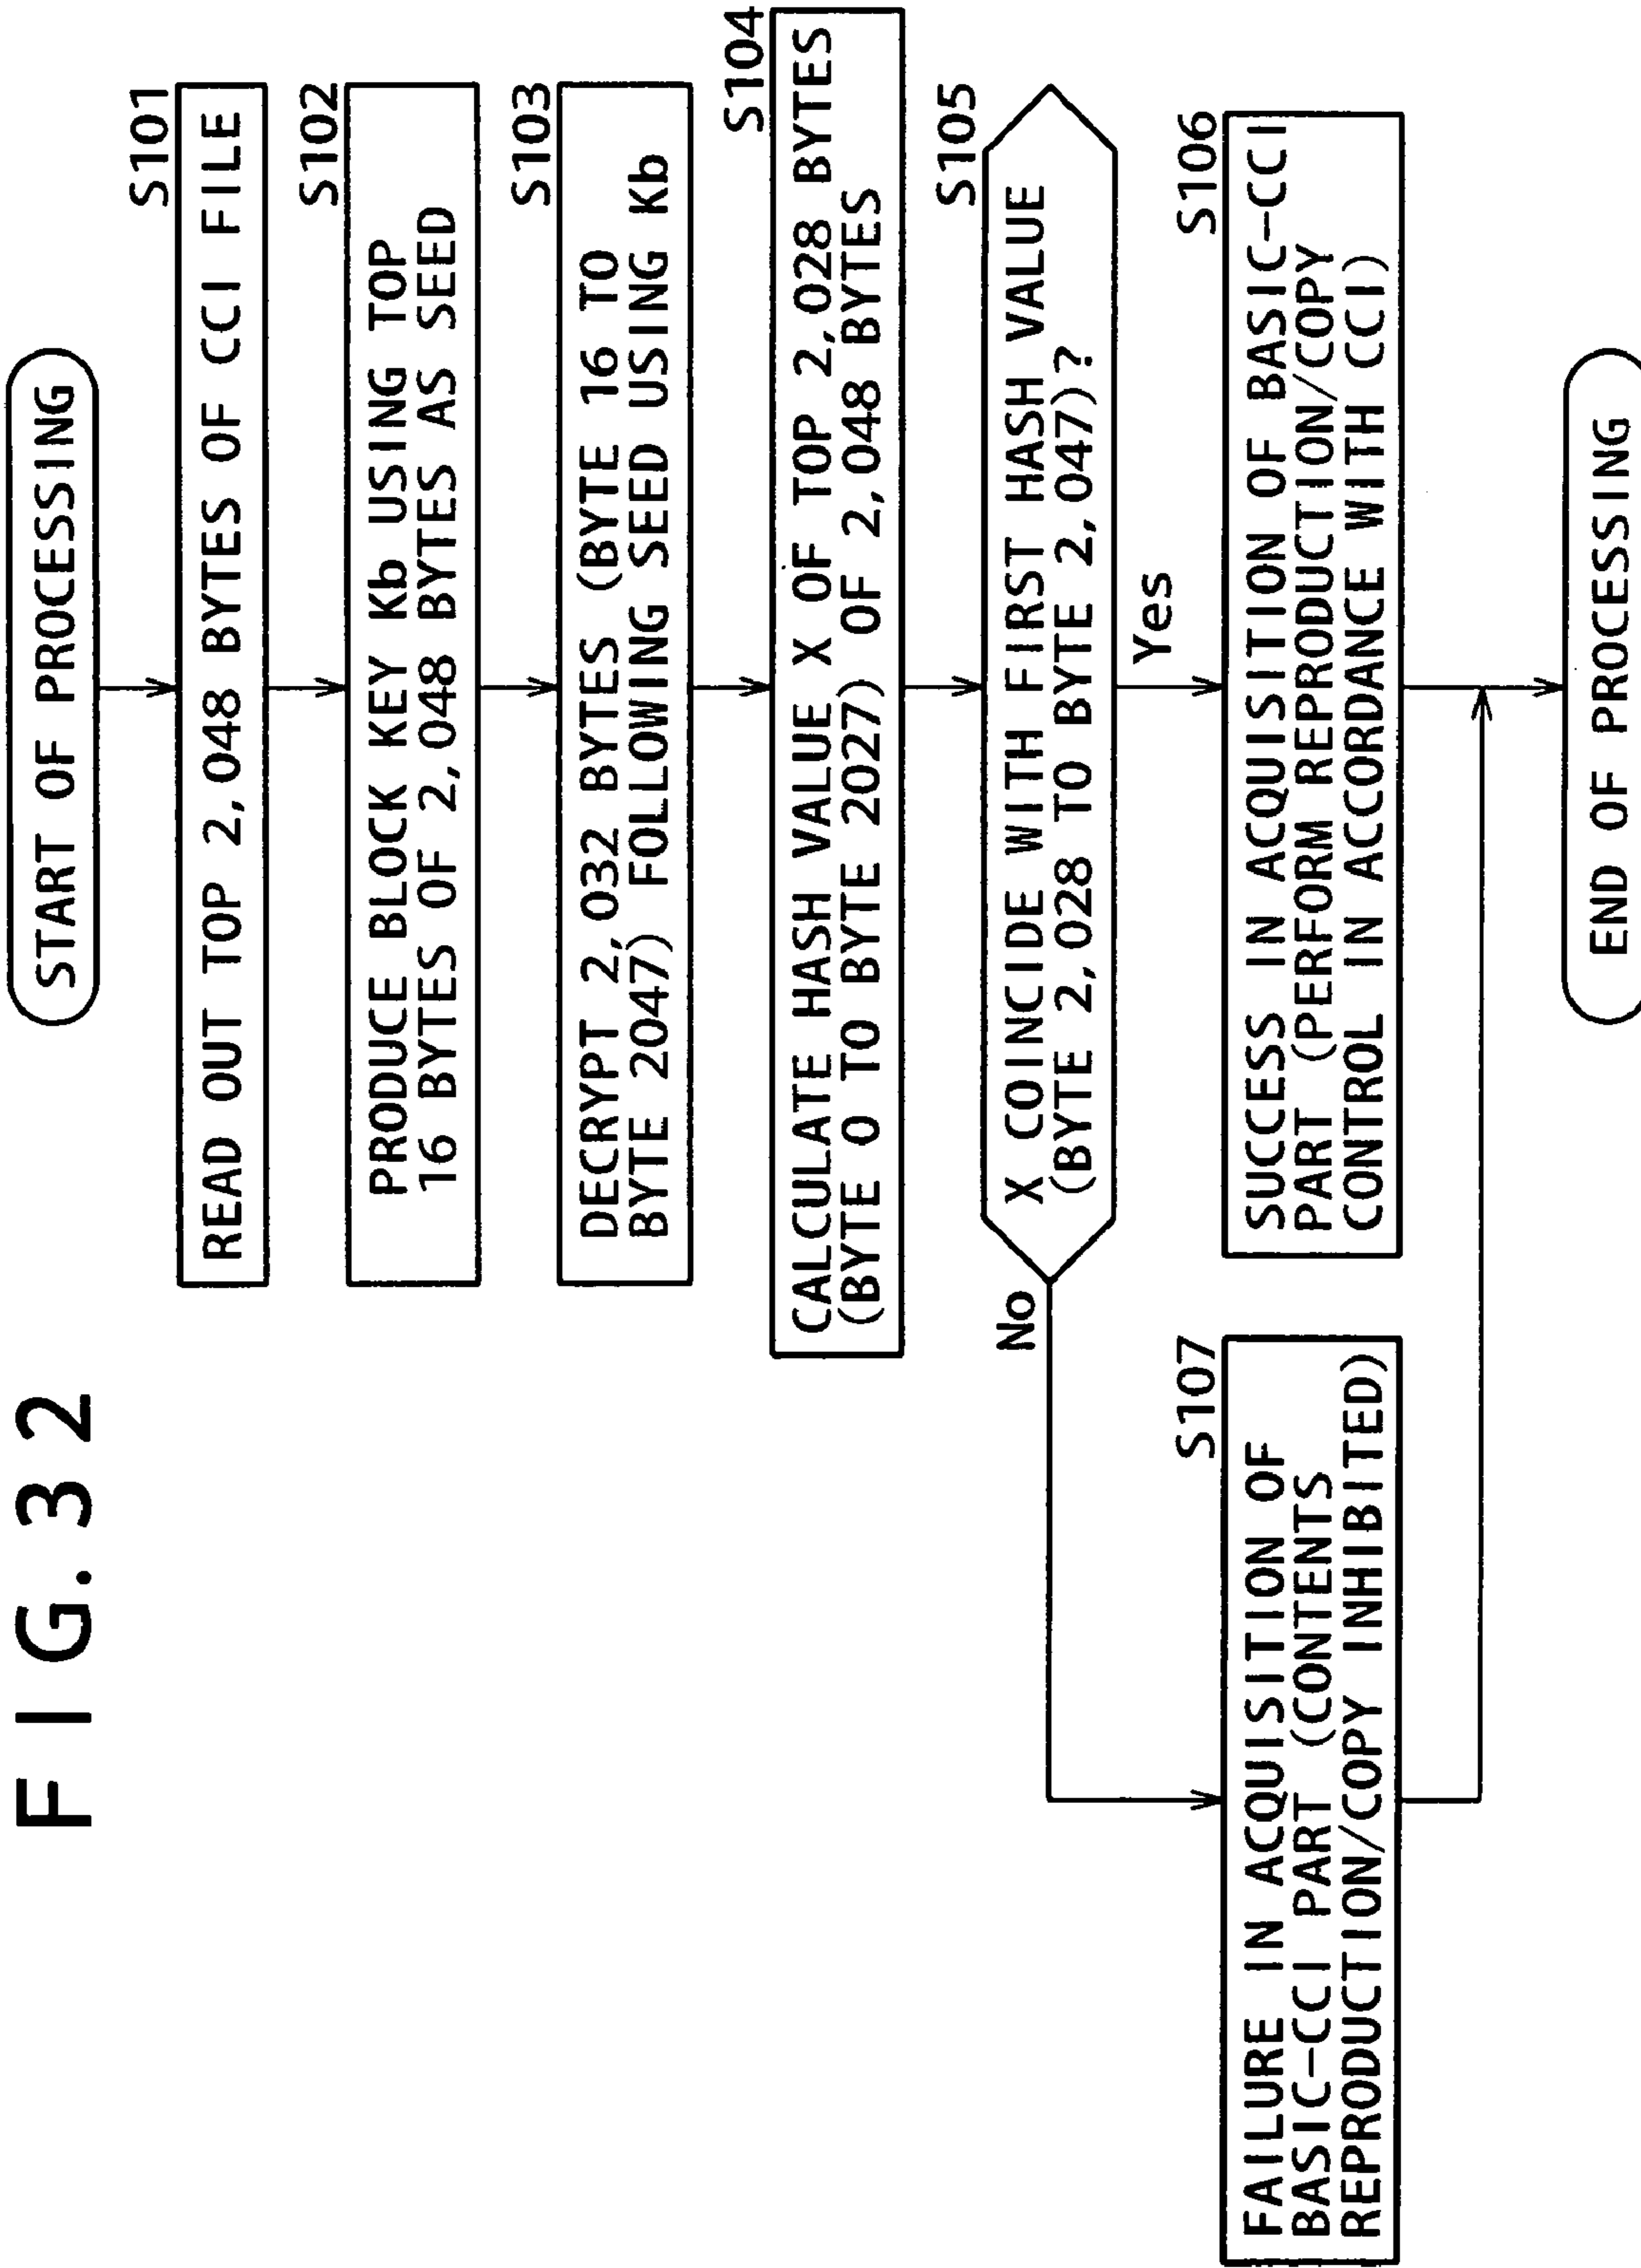 FIG.32
START OF PROCESSING
S101
READ OUT TOP 2,048 BYTES OF CCI FILE
S102
PRODUCE BLOCK KEY Kb USING TOP
16 BYTES OF 2,048 BYTES AS SEED
S103
DECRYPT 2,032 BYTES (BYTE 16 TO
BYTE 2047) FOLLOWING SEED USING Kb
S104
CALCULATE HASH VALUE X OF TOP 2,028 BYTES
(BYTE 0 TO BYTE 2027) OF 2,048 BYTES
S105
X COINCIDE WITH FIRST HASH VALUE
(BYTE 2,028 TO BYTE 2,047)?
No
Yes
S107
FAILURE IN ACQUISITION OF
BASIC-CCI PART (CONTENTS
REPRODUCTION/COPY INHIBITED)
S106
SUCCESS IN ACQUISITION OF BASIC-CCI
PART (PERFORM REPRODUCTION/COPY
CONTROL IN ACCORDANCE WITH CCI)
END OF PROCESSING